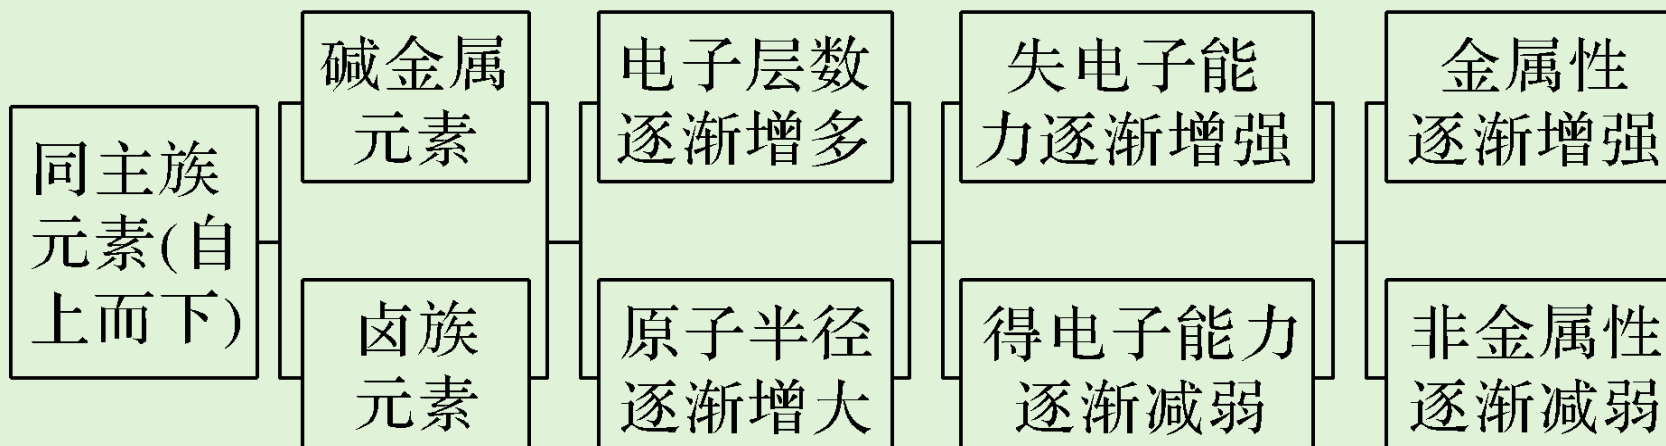 同主族
元素(自
上而下)
碱金属
元素
卤族
元素
电子层数
逐渐增多
原子半径
逐渐增大
失电子能
力逐渐增强
得电子能力
逐渐减弱
金属性
逐渐增强
非金属性
逐渐减弱